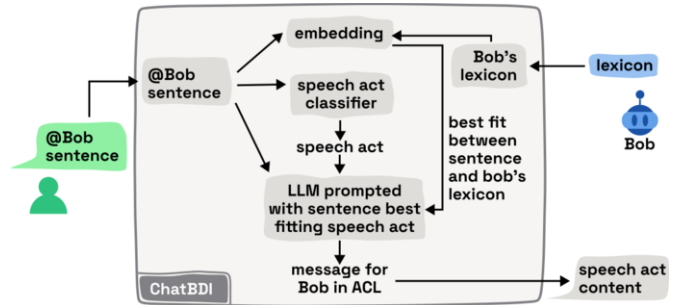 embedding
Bob's
lexicon
lexicon
@Bob
sentence
speech act
classifier
@Bob
sentence
speech act
best fit
between
sentence
and bob's
lexicon
Bob
LLM prompted
with sentence best
fitting speech act
message for
Bob in ACL
speech act
content
ChatBDI